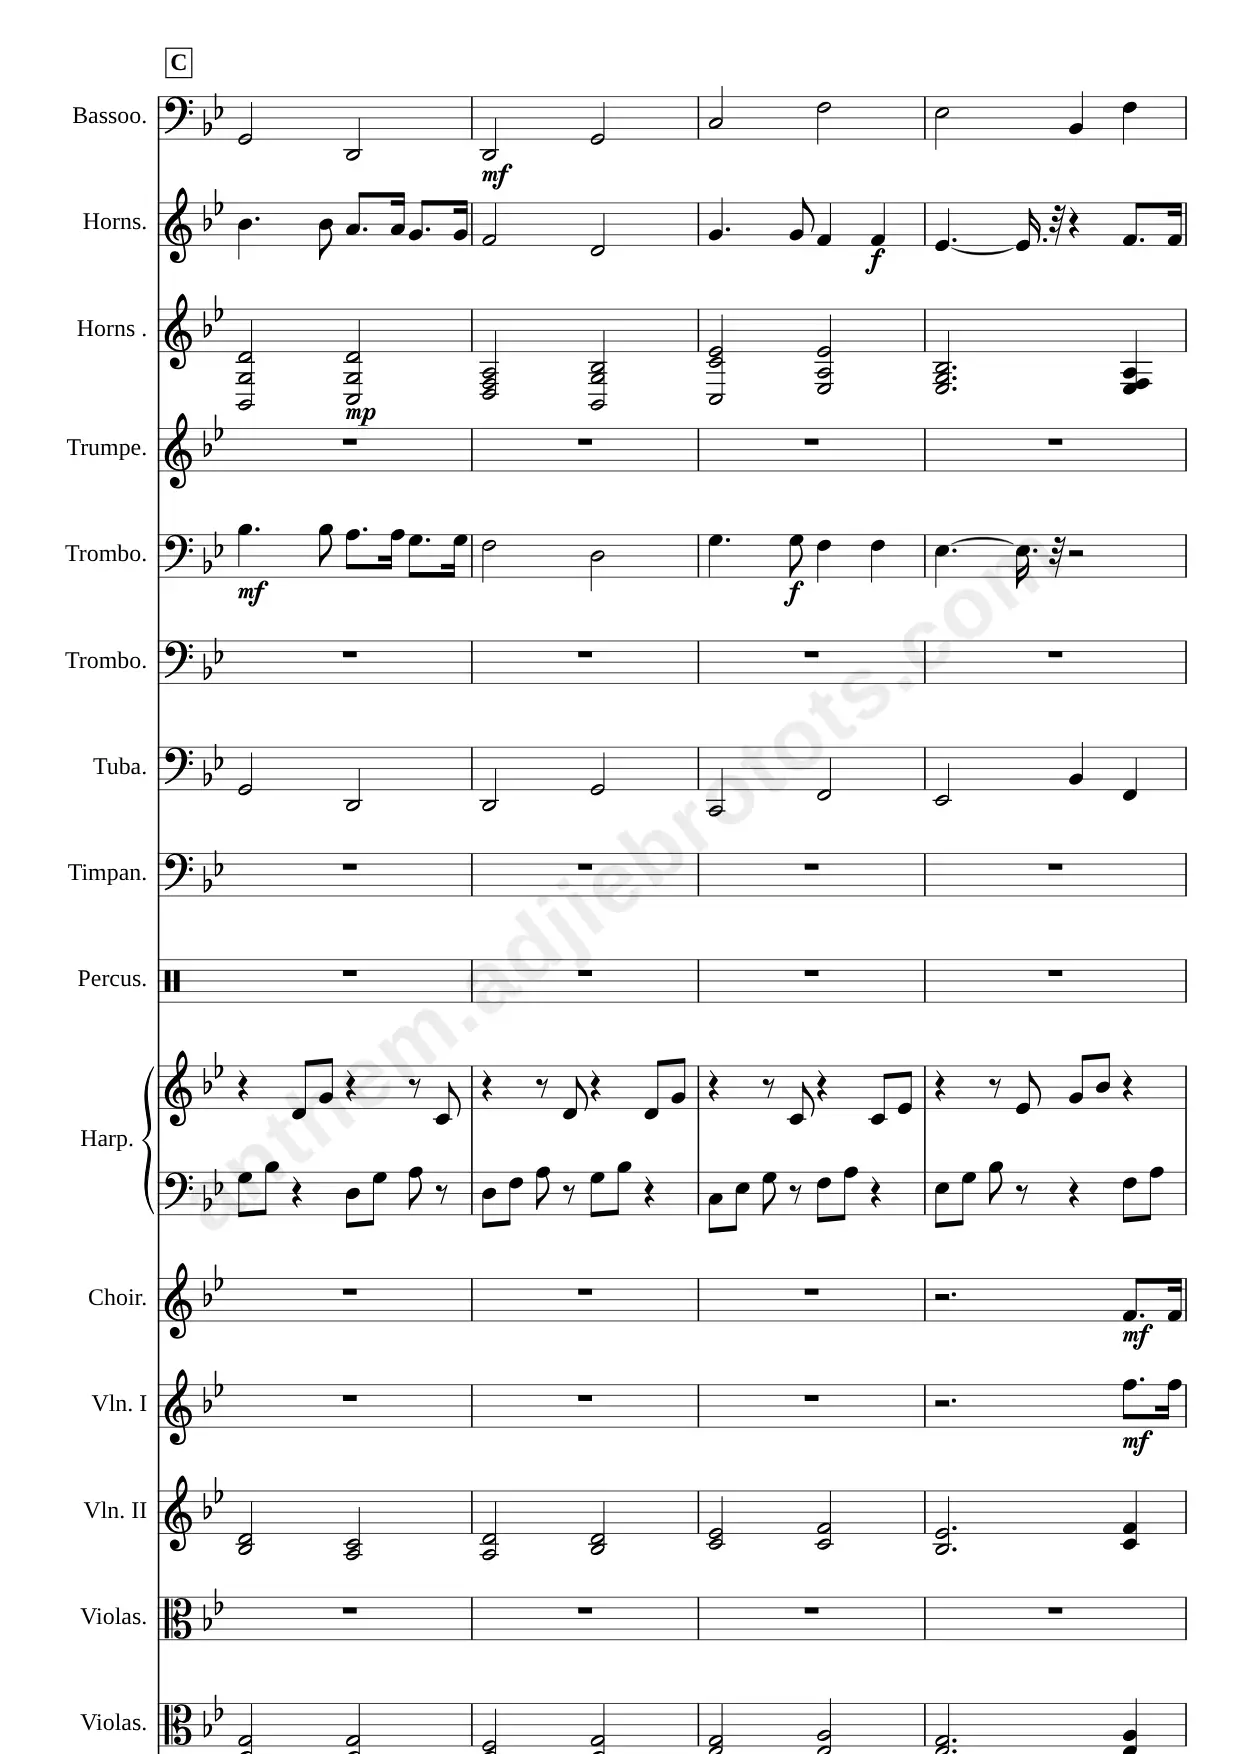 C
Bassoo.
mf
Horns.
f
Horns .
mp
Trumpe.
Trombo.
mf
f
Trombo.
Tuba.
Timpan.
Percus.
Harp.
Choir.
mf
Vln. I
mf
Vln. II
Violas.
Violas.
anthem.adjiebrotots.com